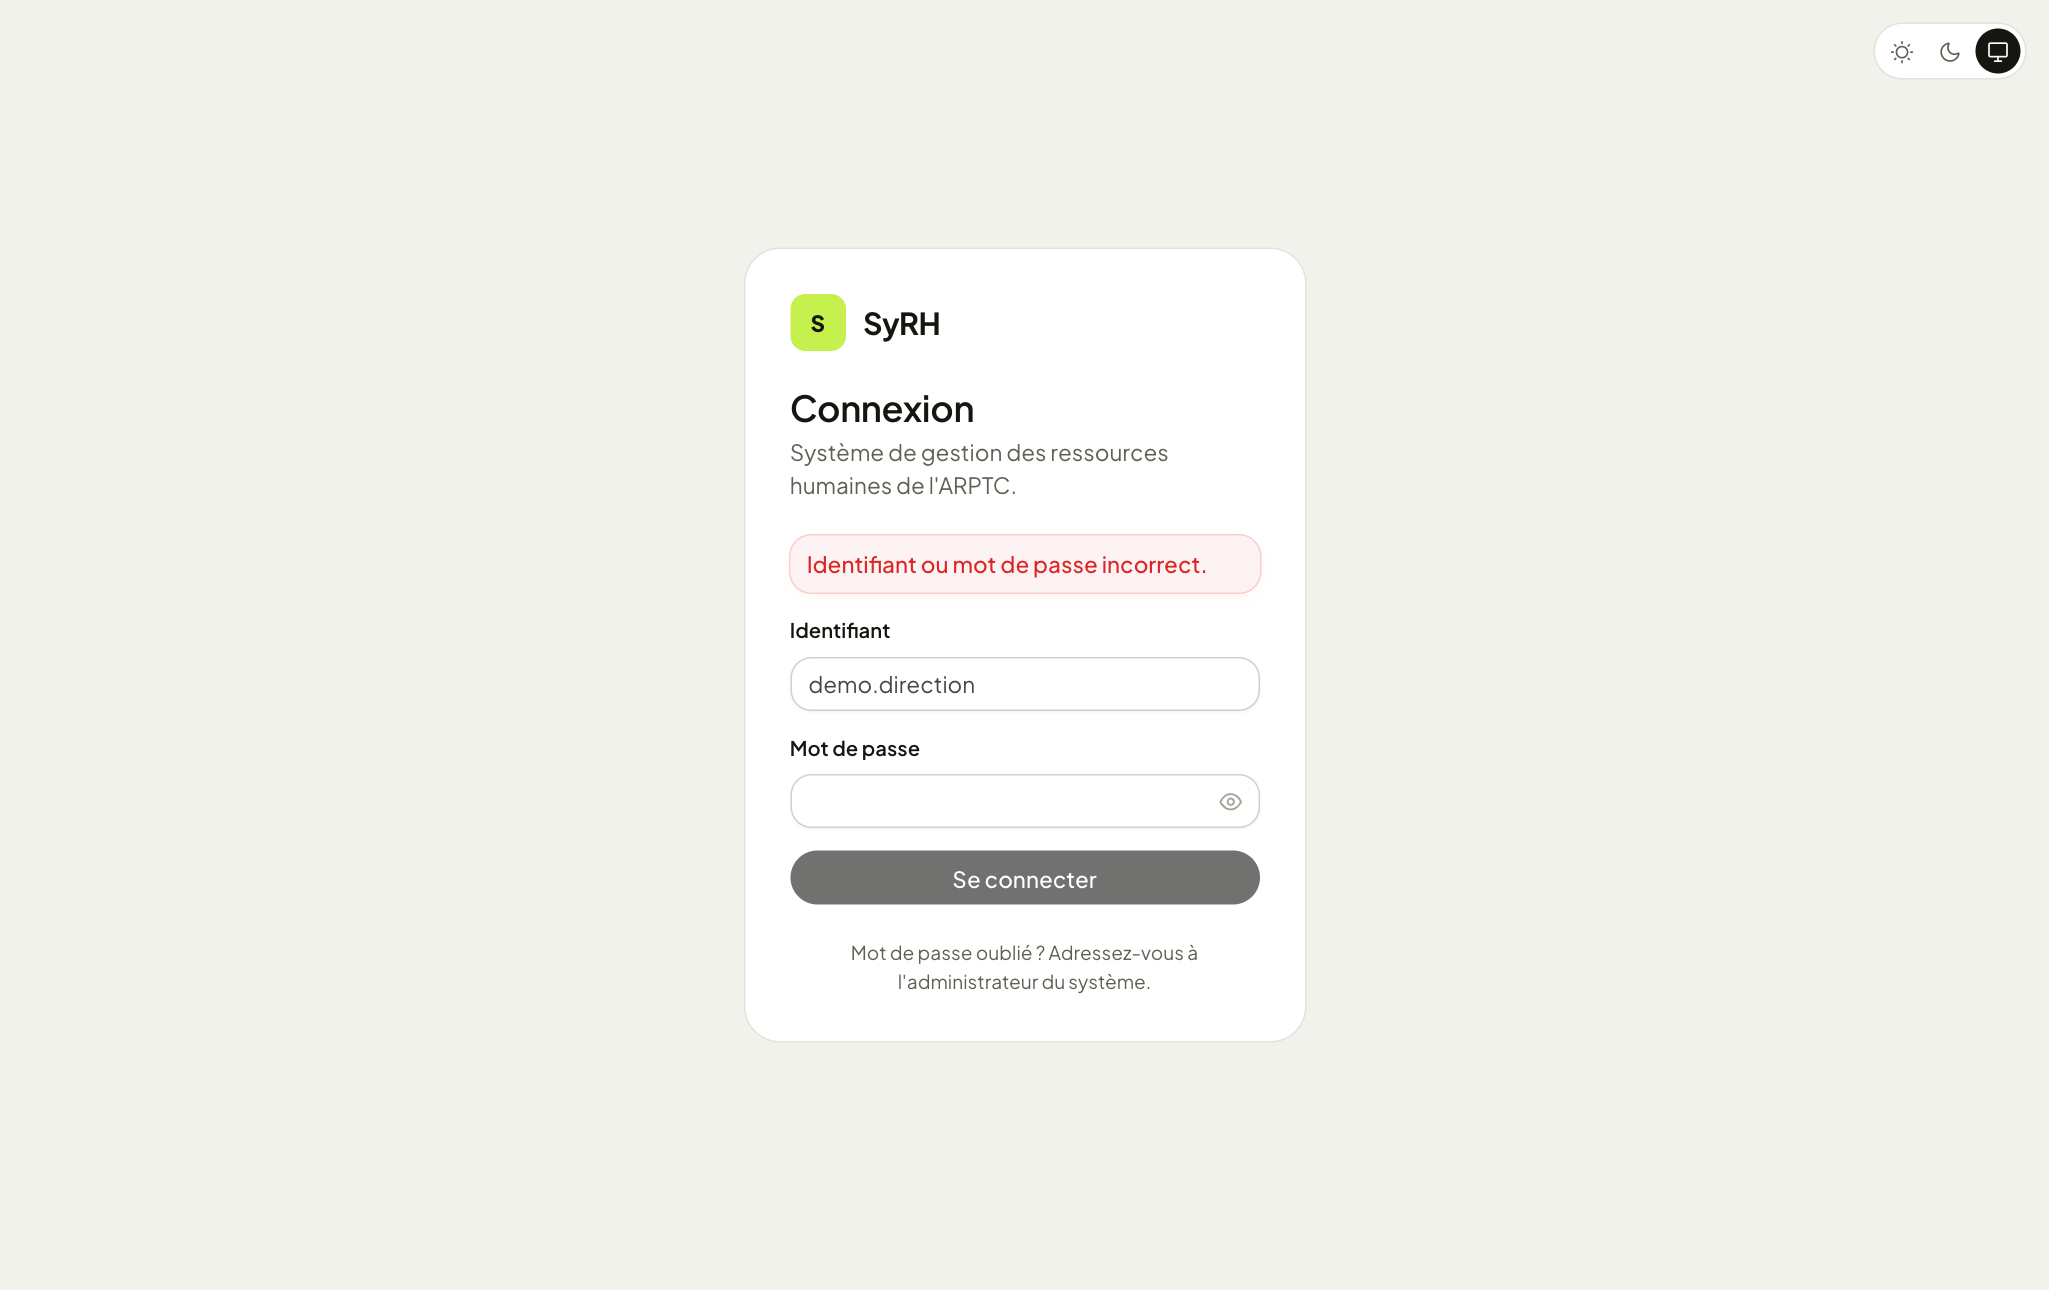 S SyRH
Connexion
Système de gestion des ressources
humaines de l'ARPTC.
Identifiant ou mot de passe incorrect.
Identifiant
demo.direction
Mot de passe
Se connecter
Mot de passe oublié ? Adressez-vous à
l'administrateur du système.